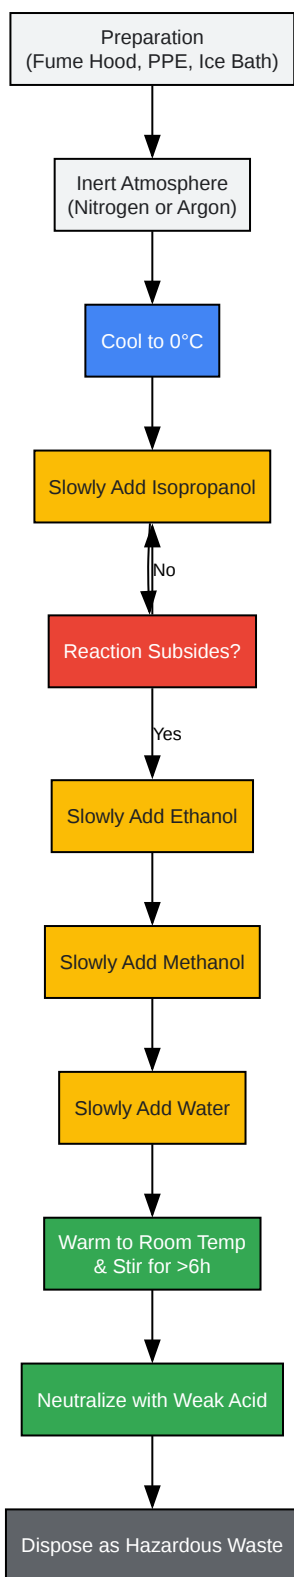 Preparation
(Fume Hood, PPE, Ice Bath)
Inert Atmosphere
(Nitrogen or Argon)
Cool to 0°C
Slowly Add Isopropanol
No
Reaction Subsides?
Yes
Slowly Add Ethanol
Slowly Add Methanol
Slowly Add Water
Warm to Room Temp
& Stir for >6h
Neutralize with Weak Acid
Dispose as Hazardous Waste